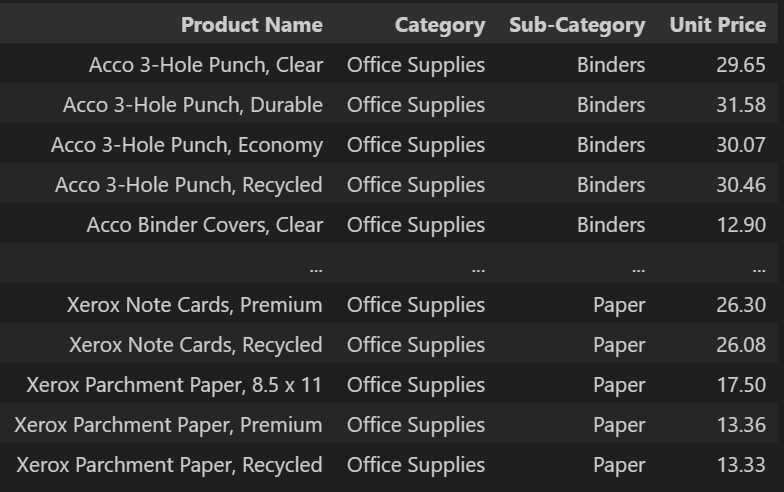 Product Name Category Sub-Category Unit Price
Acco 3-Hole Punch, Clear Office Supplies Binders 29.65
Acco 3-Hole Punch, Durable Office Supplies Binders 31.58
Acco 3-Hole Punch, Economy Office Supplies Binders 30.07
Acco 3-Hole Punch, Recycled Office Supplies Binders 30.46
Acco Binder Covers, Clear Office Supplies Binders 12.90
... ... ... ...
Xerox Note Cards, Premium Office Supplies Paper 26.30
Xerox Note Cards, Recycled Office Supplies Paper 26.08
Xerox Parchment Paper, 8.5 x 11 Office Supplies Paper 17.50
Xerox Parchment Paper, Premium Office Supplies Paper 13.36
Xerox Parchment Paper, Recycled Office Supplies Paper 13.33